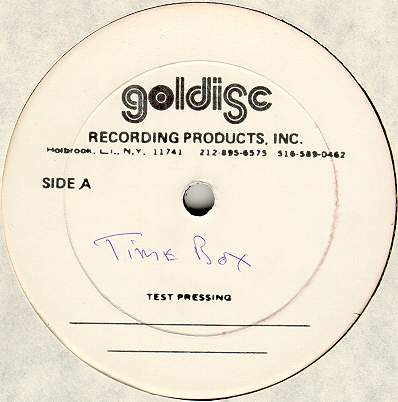 goldisc
RECORDING PRODUCTS, INC.
Holbrook, L.I., N.Y. 11741 212-895-6575 516-589-0462
SIDE A
Time Box
TEST PRESSING